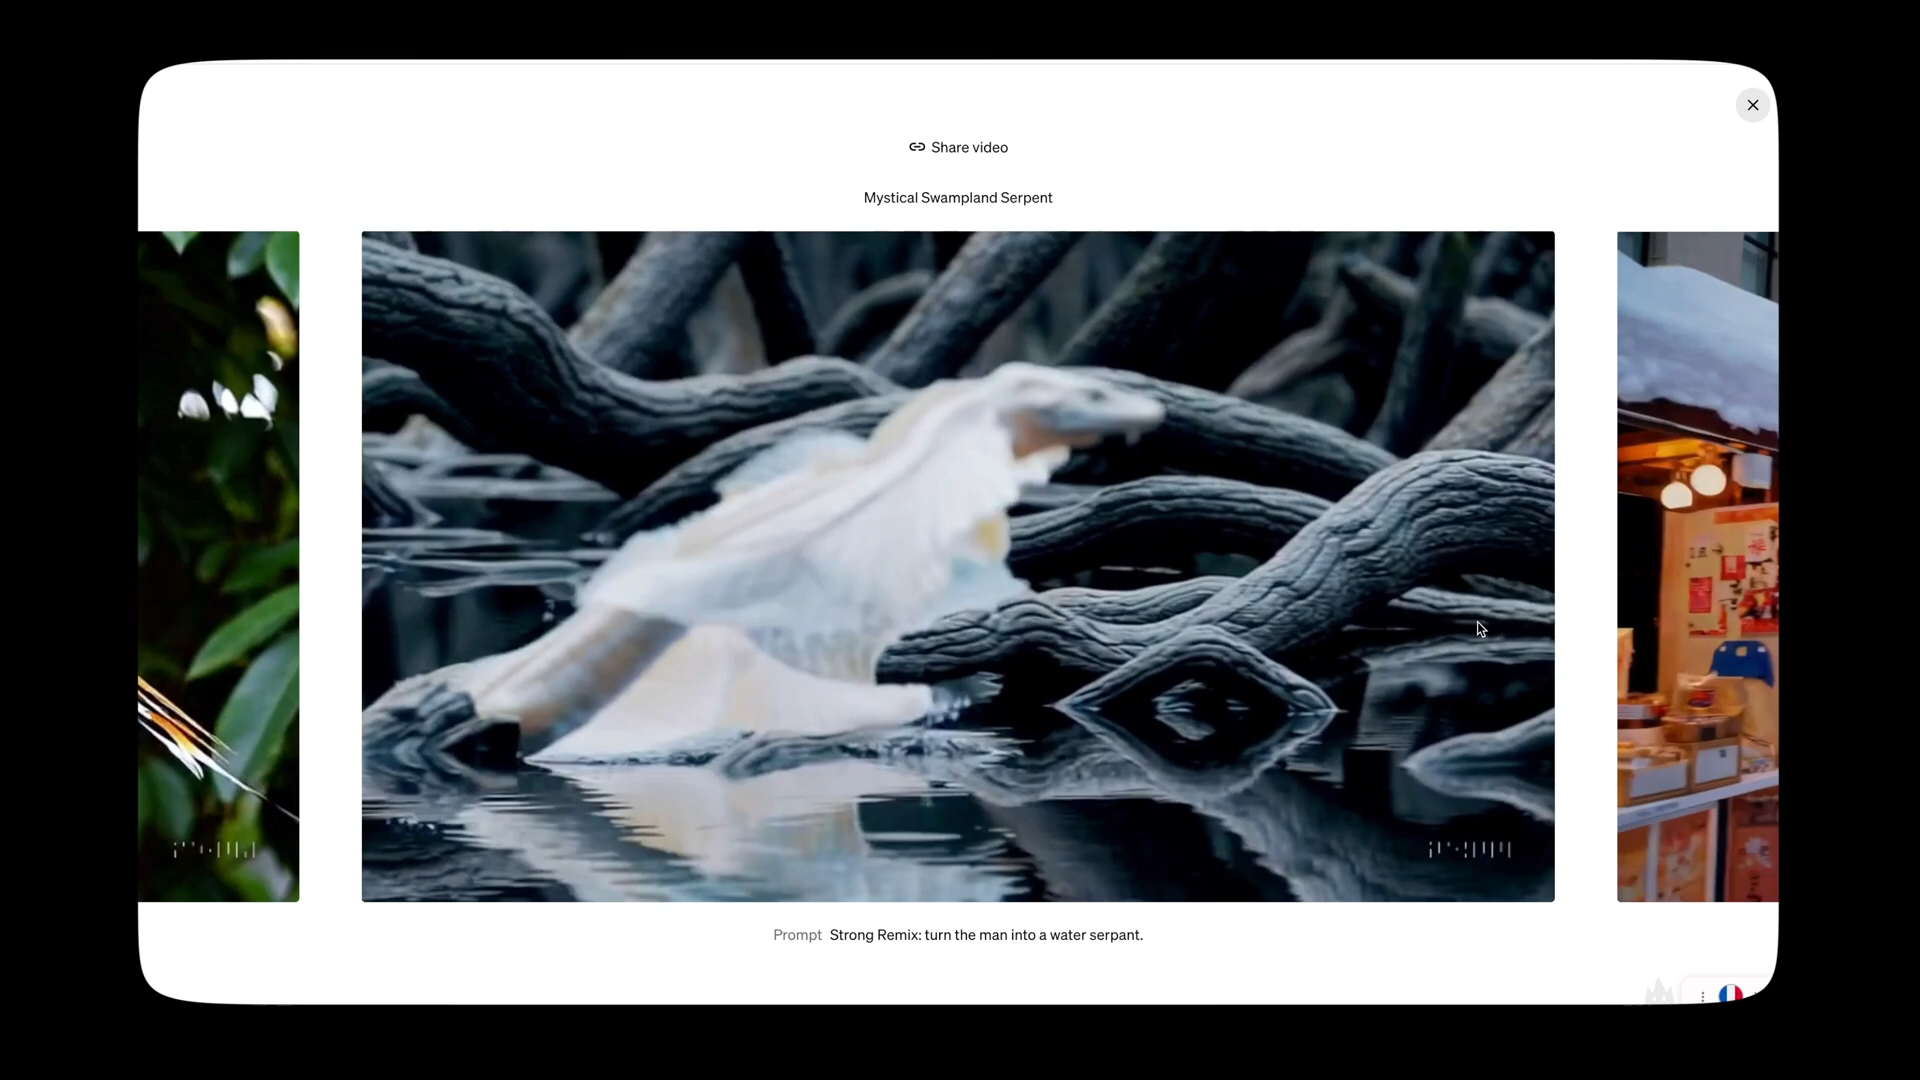 Share video
Mystical Swampland Serpent
Prompt Strong Remix: turn the man into a water serpant.